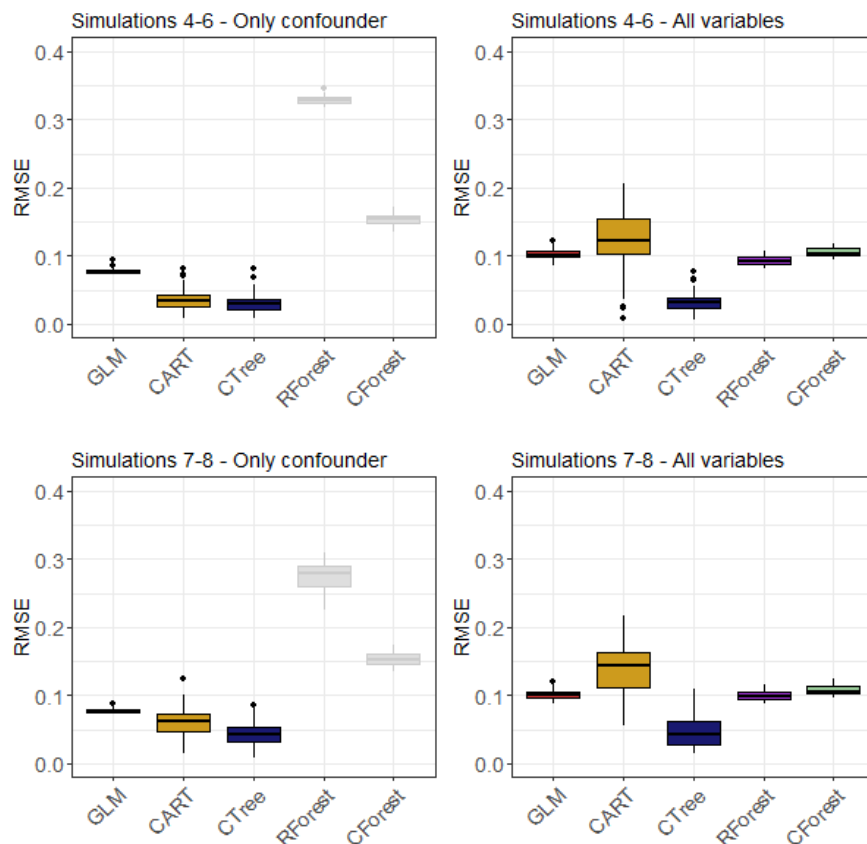 Simulations 4-6 - Only confounder
RMSE
0.4
0.3
0.2
0.1
0.0
GLM
CART
CTree
RForest
CForest
Simulations 4-6 - All variables
RMSE
0.4
0.3
0.2
0.1
0.0
GLM
CART
CTree
RForest
CForest
Simulations 7-8 - Only confounder
RMSE
0.4
0.3
0.2
0.1
0.0
GLM
CART
CTree
RForest
CForest
Simulations 7-8 - All variables
RMSE
0.4
0.3
0.2
0.1
0.0
GLM
CART
CTree
RForest
CForest